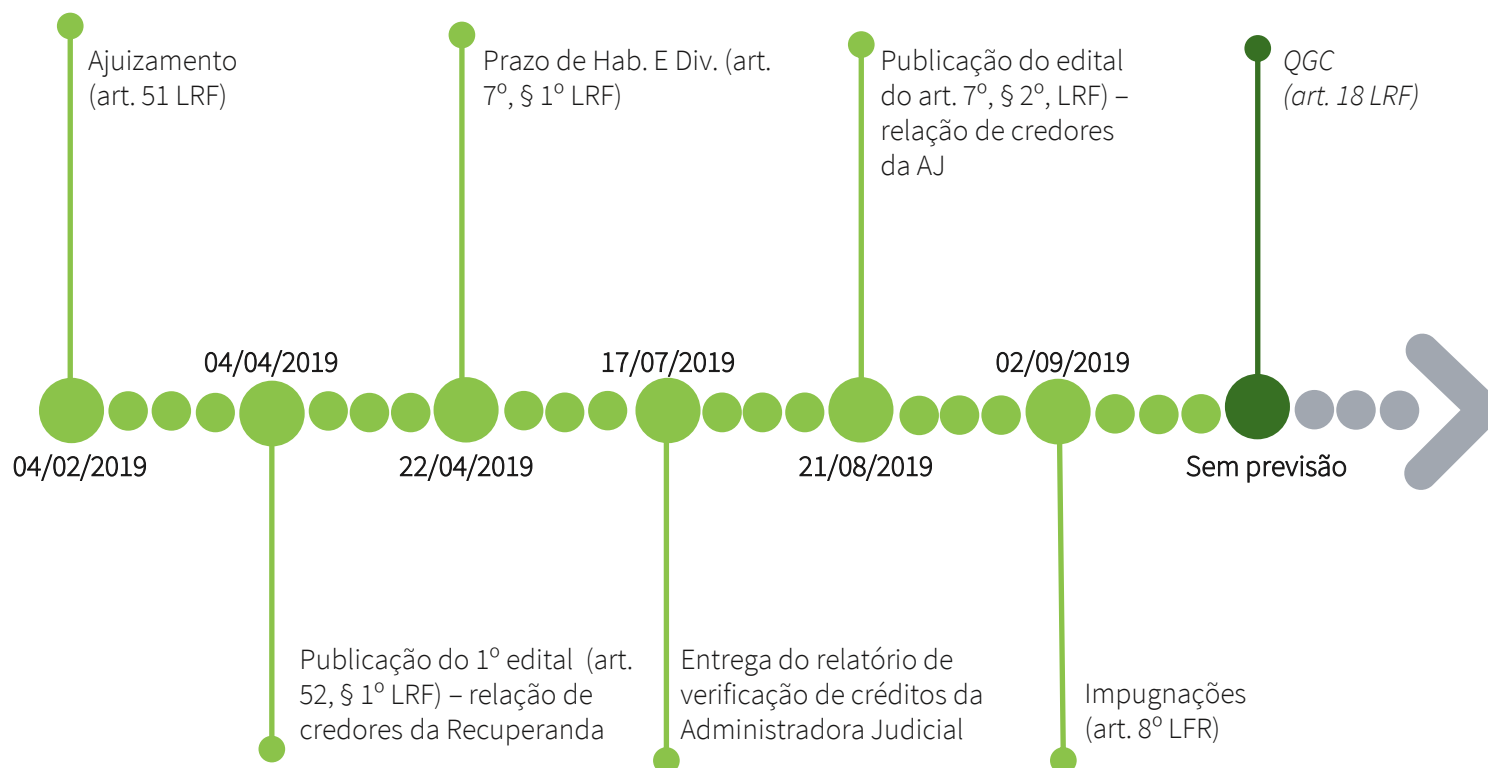 Ajuizamento
(art. 51 LRF)
Prazo de Hab. E Div. (art.
7º, § 1º LRF)
Publicação do edital
do art. 7º, § 2º, LRF) –
relação de credores
da AJ
QGC
(art. 18 LRF)
04/04/2019
17/07/2019
02/09/2019
04/02/2019
22/04/2019
21/08/2019
Sem previsão
Publicação do 1º edital (art.
52, § 1º LRF) – relação de
credores da Recuperanda
Entrega do relatório de
verificação de créditos da
Administradora Judicial
Impugnações
(art. 8º LFR)